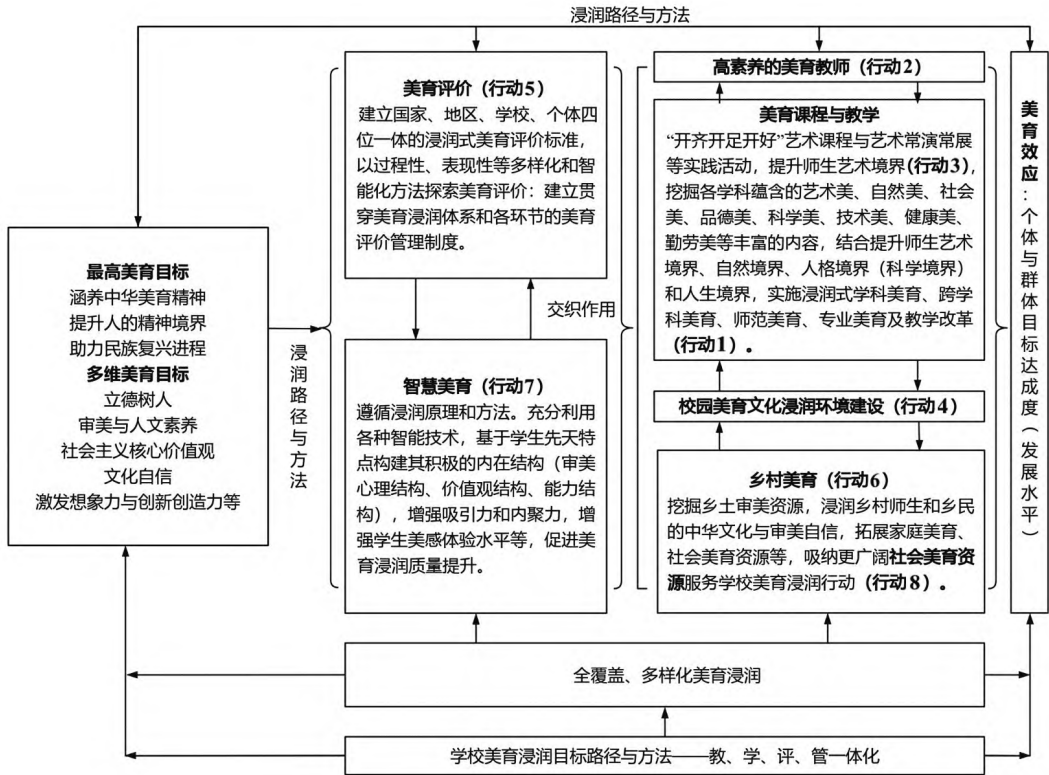 浸润路径与方法
最高美育目标
涵养中华美育精神
提升人的精神境界
助力民族复兴进程
多维美育目标
立德树人
审美与人文素养
社会主义核心价值观
文化自信
激发想象力与创新创造力等
浸润路径与方法
美育评价（行动5）
建立国家、地区、学校、个体四
位一体的浸润式美育评价标准，
以过程性、表现性等多样化和智
能化方法探索美育评价：建立贯
穿美育浸润体系和各环节的美育
评价管理制度。
智慧美育（行动7）
遵循浸润原理和方法。充分利用
各种智能技术，基于学生先天特
点构建其积极的内在结构（审美
心理结构、价值观结构、能力结
构），增强吸引力和内聚力，增
强学生美感体验水平等，促进美
育浸润质量提升。
交织作用
高素养的美育教师（行动2）
美育课程与教学
“开齐开足开好”艺术课程与艺术常演常展
等实践活动，提升师生艺术境界(行动3)，
挖掘各学科蕴含的艺术美、自然美、社会
美、品德美、科学美、技术美、健康美、
勤劳美等丰富的内容，结合提升师生艺术
境界、自然境界、人格境界（科学境界）
和人生境界，实施浸润式学科美育、跨学
科美育、师范美育、专业美育及教学改革
（行动1）。
校园美育文化浸润环境建设（行动4）
乡村美育（行动6）
挖掘乡土审美资源，浸润乡村师生和乡民
的中华文化与审美自信，拓展家庭美育、
社会美育资源等，吸纳更广阔社会美育资
源服务学校美育浸润行动（行动8）。
美育效应：个体与群体目标达成度（发展水平）
全覆盖、多样化美育浸润
学校美育浸润目标路径与方法——教、学、评、管一体化